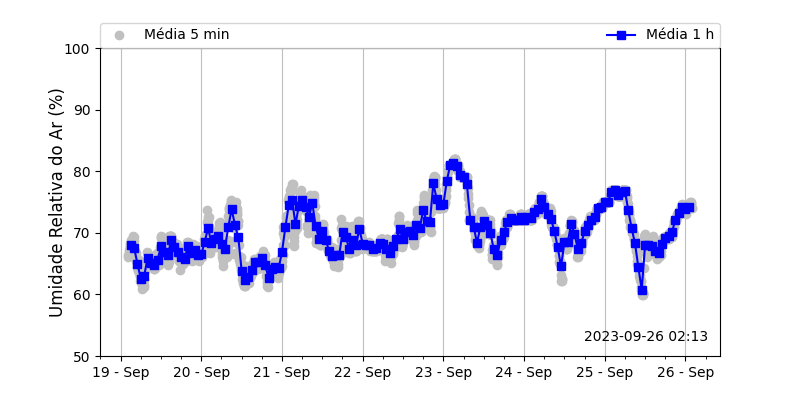 Média 5 min
Média 1 h
100
90
80
70
60
50
Umidade Relativa do Ar (%)
2023-09-26 02:13
19 - Sep
20 - Sep
21 - Sep
22 - Sep
23 - Sep
24 - Sep
25 - Sep
26 - Sep